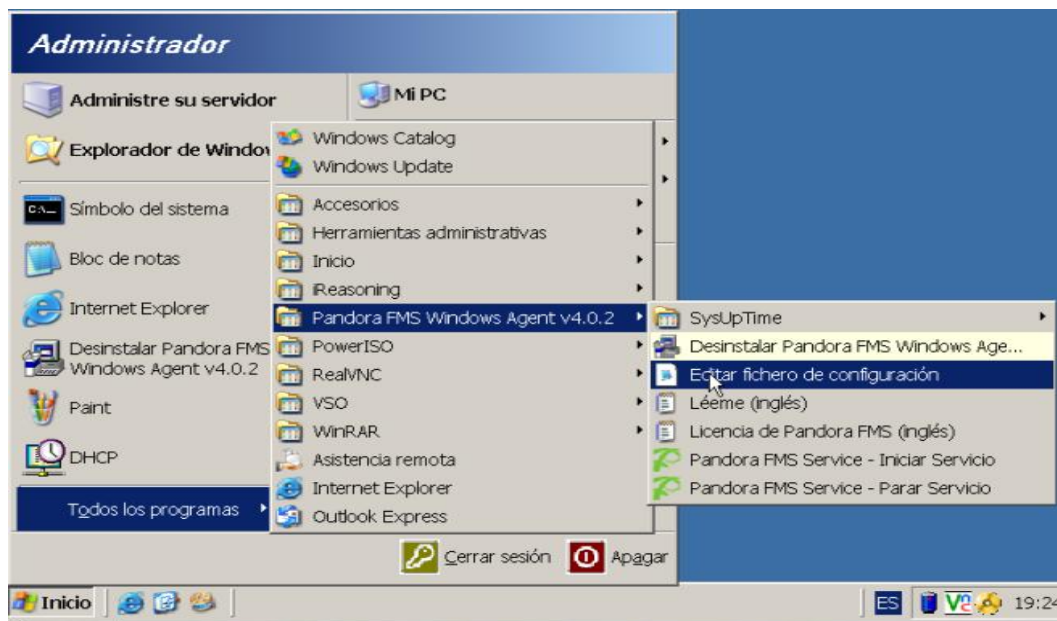 Administrador
Administre su servidor
Mi PC
Explorador de Window
Símbolo del sistema
Bloc de notas
Internet Explorer
Desinstalar Pandora FMS
Windows Agent v4.0.2
Paint
DHCP
Todos los programas
Windows Catalog
Windows Update
Accesorios
Herramientas administrativas
Inicio
iReasoning
Pandora FMS Windows Agent v4.0.2
PowerISO
RealVNC
VSO
WinRAR
Asistencia remota
Internet Explorer
Outlook Express
SysUpTime
Desinstalar Pandora FMS Windows Age...
Editar fichero de configuración
Léeme (inglés)
Licencia de Pandora FMS (inglés)
Pandora FMS Service - Iniciar Servicio
Pandora FMS Service - Parar Servicio
Cerrar sesión
Apagar
Inicio
ES
19:24